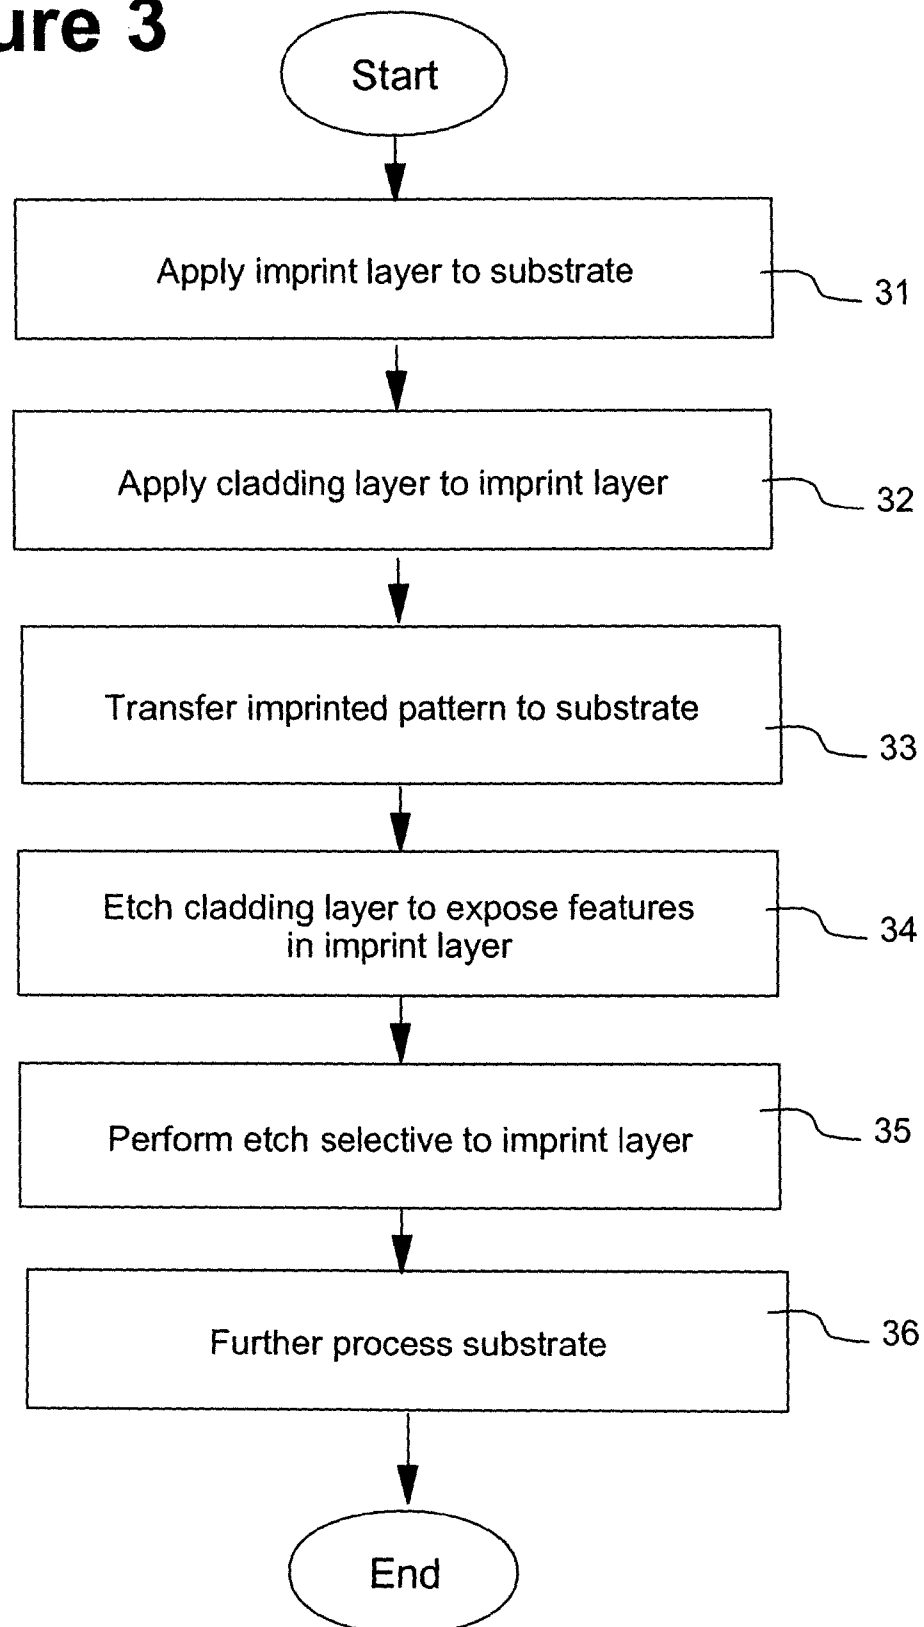 ure 3
Start
Apply imprint layer to substrate
31
Apply cladding layer to imprint layer
32
Transfer imprinted pattern to substrate
33
Etch cladding layer to expose features
in imprint layer
34
Perform etch selective to imprint layer
35
Further process substrate
36
End